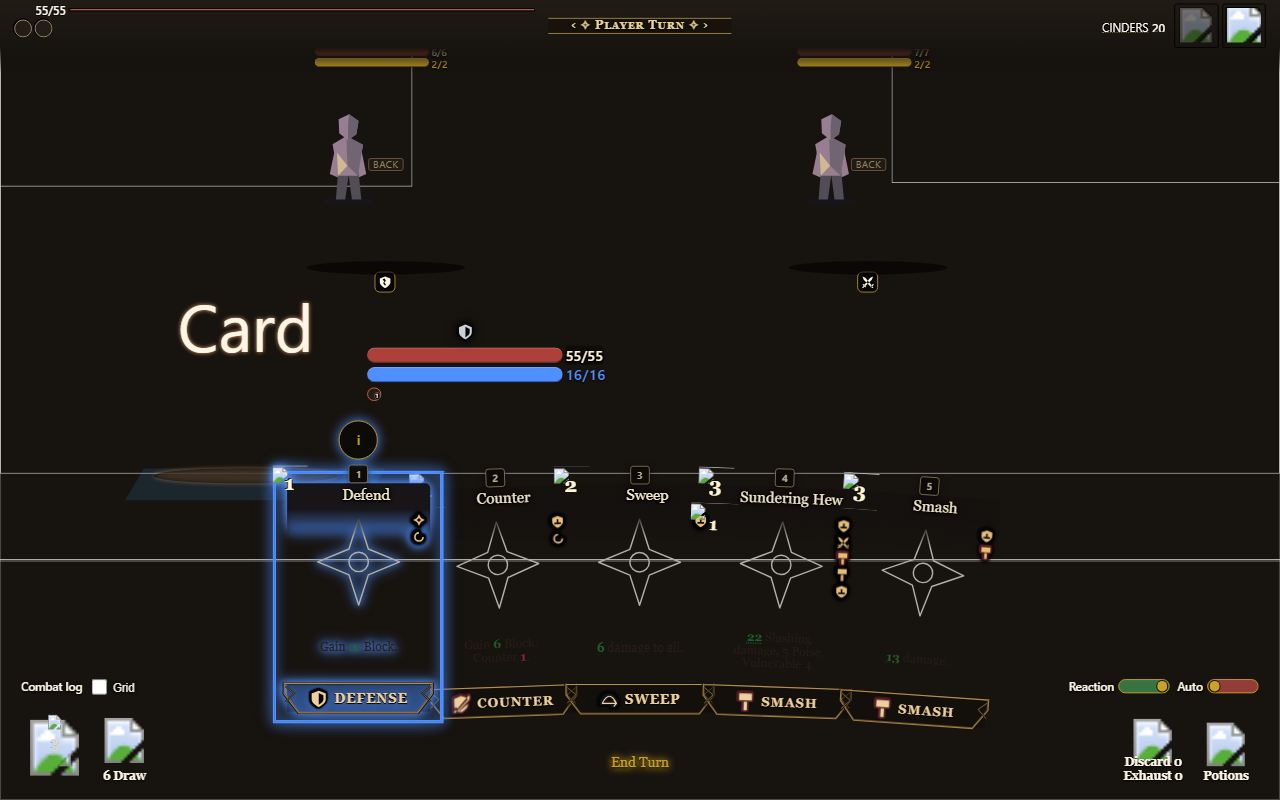 55/55
‹ ✧ PLAYER TURN ✧ ›
CINDERS 20
6/6
2/2
7/7
2/2
BACK
BACK
Card
55/55
16/16
1
i
1
1
Defend
2
Counter
2
3
Sweep
3
1
4
Sundering Hew
3
5
Smash
Gain Block.
Gain 6 Block.
Counter 1
6 damage to all.
22 Slashing
damage, 5 Poise,
Vulnerable 4
13 damage
DEFENSE
COUNTER
SWEEP
SMASH
SMASH
Combat log
Grid
Reaction
Auto
6 Draw
End Turn
Discard 0
Exhaust 0
Potions